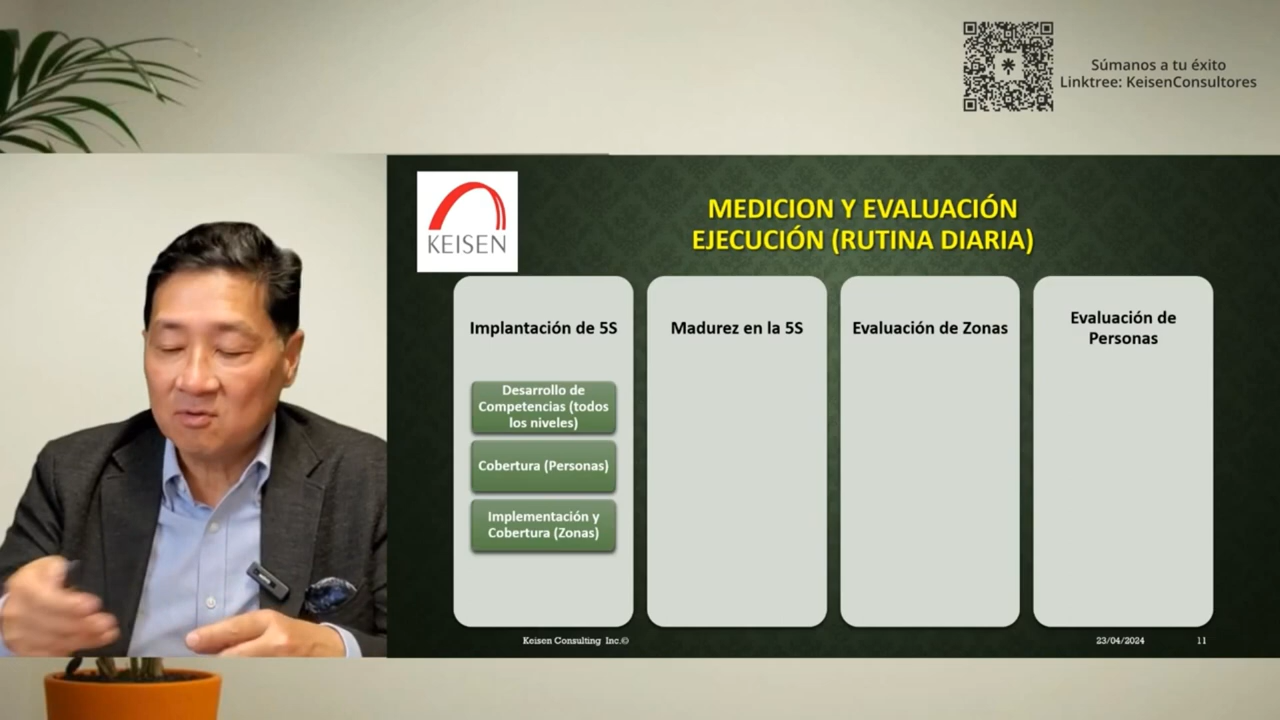 Súmanos a tu éxito
Linktree: KeisenConsultores
KEISEN
MEDICION Y EVALUACIÓN
EJECUCIÓN (RUTINA DIARIA)
Implantación de 5S
Desarrollo de
Competencias (todos
los niveles)
Cobertura (Personas)
Implementación y
Cobertura (Zonas)
Madurez en la 5S
Evaluación de Zonas
Evaluación de
Personas
Keisen Consulting Inc.©
23/04/2024
11